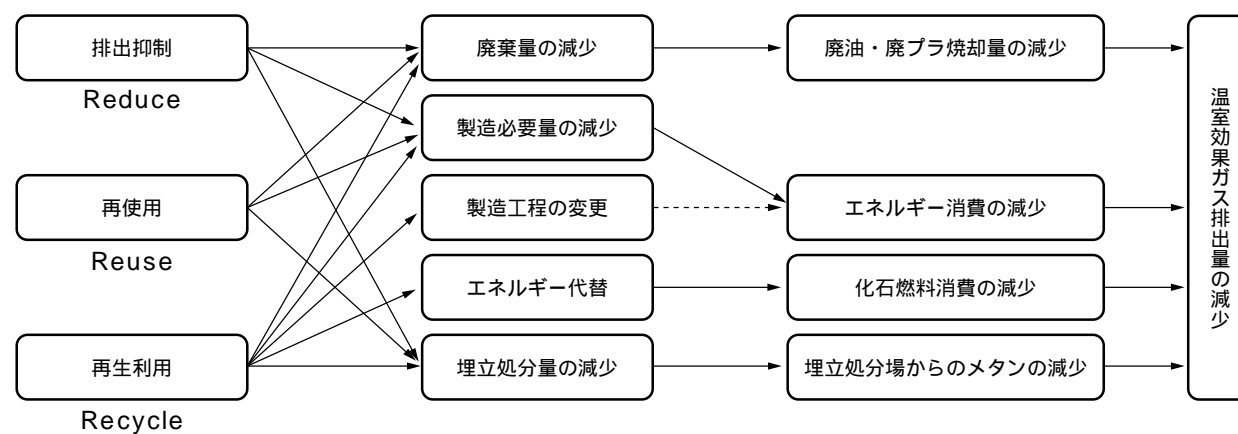 排出抑制
Reduce
再使用
Reuse
再生利用
Recycle
廃棄量の減少
製造必要量の減少
製造工程の変更
エネルギー代替
埋立処分量の減少
廃油・廃プラ焼却量の減少
エネルギー消費の減少
化石燃料消費の減少
埋立処分場からのメタンの減少
温室効果ガス排出量の減少